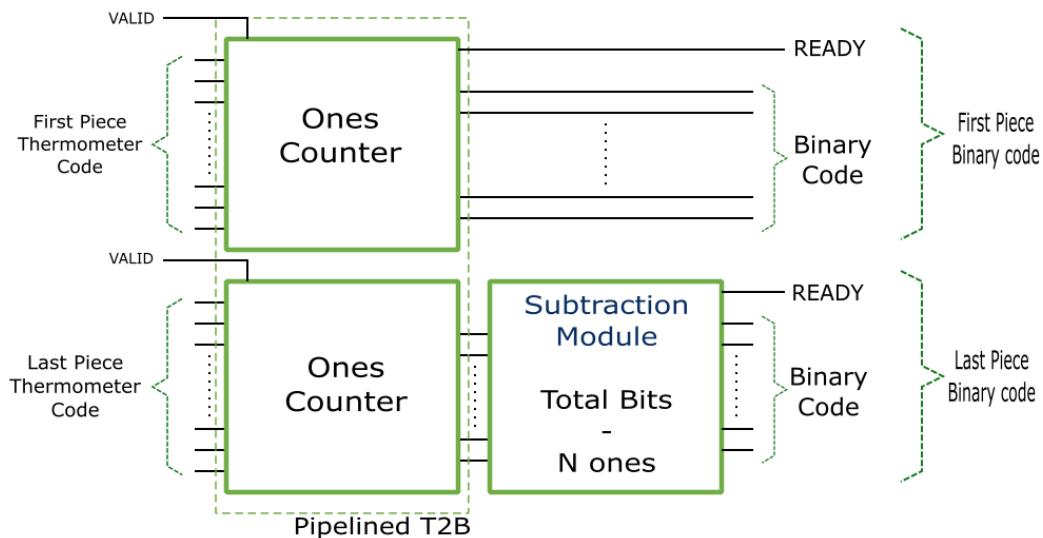 VALID
First Piece
Thermometer
Code
Ones
Counter
READY
Binary
Code
First Piece
Binary code
VALID
Last Piece
Thermometer
Code
Ones
Counter
Subtraction
Module
Total Bits
-
N ones
READY
Binary
Code
Last Piece
Binary code
Pipelined T2B